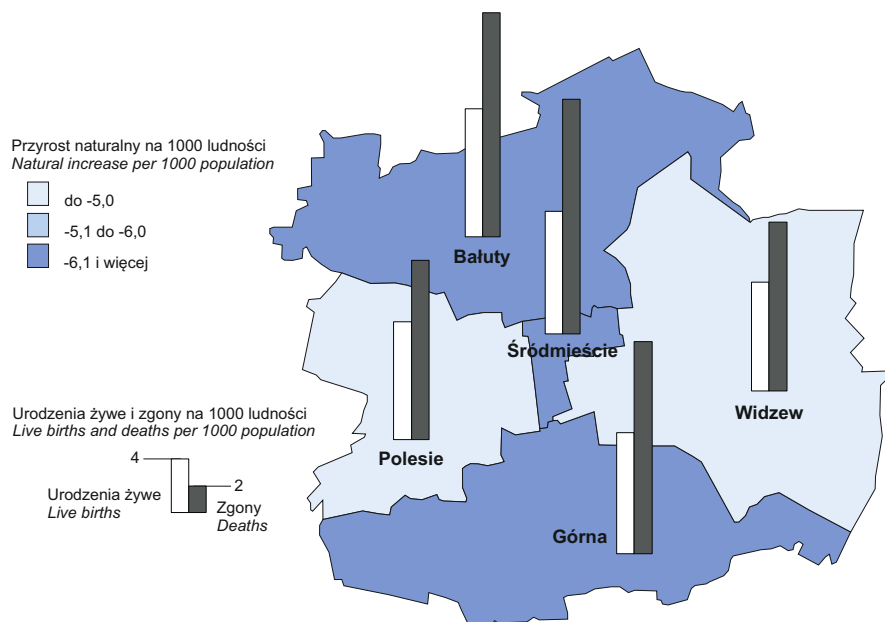 Przyrost naturalny na 1000 ludności
Natural increase per 1000 population
do -5,0
-5,1 do -6,0
-6,1 i więcej
Bałuty
Śródmieście
Widzew
Polesie
Górna
Urodzenia żywe i zgony na 1000 ludności
Live births and deaths per 1000 population
4
2
Urodzenia żywe
Live births
Zgony
Deaths